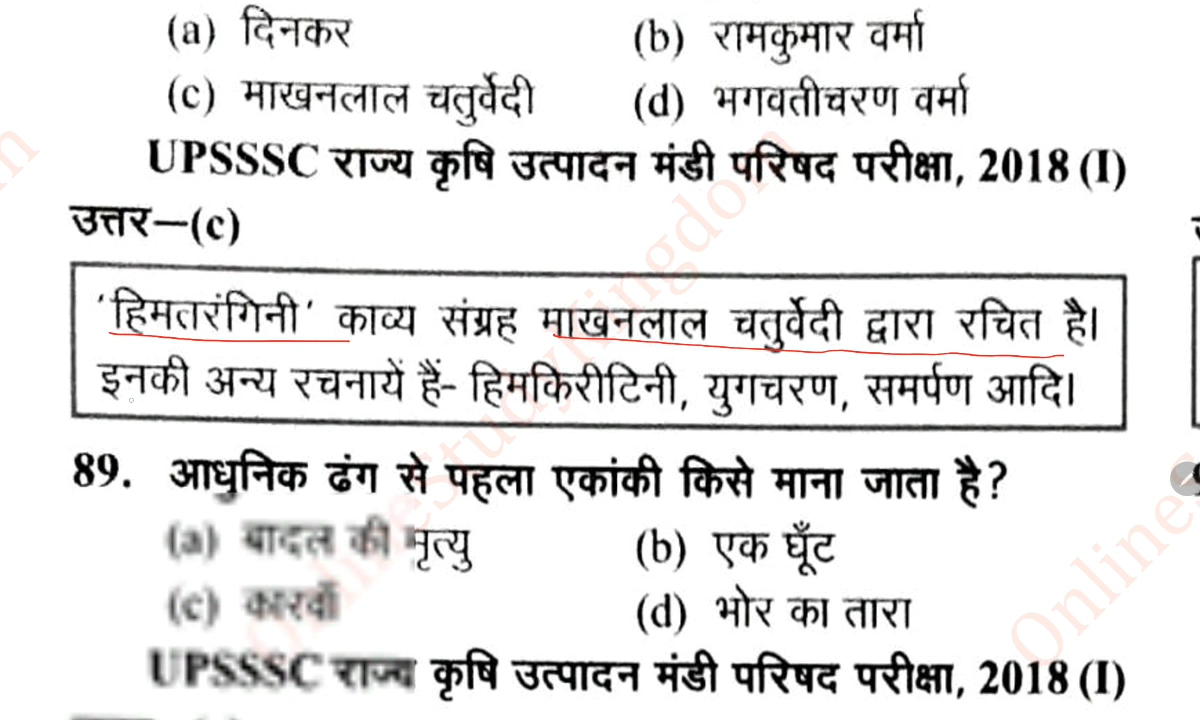 (a) दिनकर (b) रामकुमार वर्मा
(c) माखनलाल चतुर्वेदी (d) भगवतीचरण वर्मा
UPSSSC राज्य कृषि उत्पादन मंडी परिषद परीक्षा, 2018 (I)
उत्तर—(c)
'हिमतरंगिनी' काव्य संग्रह माखनलाल चतुर्वेदी द्वारा रचित है।
इनकी अन्य रचनायें हैं- हिमकिरीटिनी, युगचरण, समर्पण आदि।
89. आधुनिक ढंग से पहला एकांकी किसे माना जाता है?
(a) बादल की मृत्यु (b) एक घूँट
(c) कारवाँ (d) भोर का तारा
UPSSSC राज्य कृषि उत्पादन मंडी परिषद परीक्षा, 2018 (I)
OnlineStudyKingdom